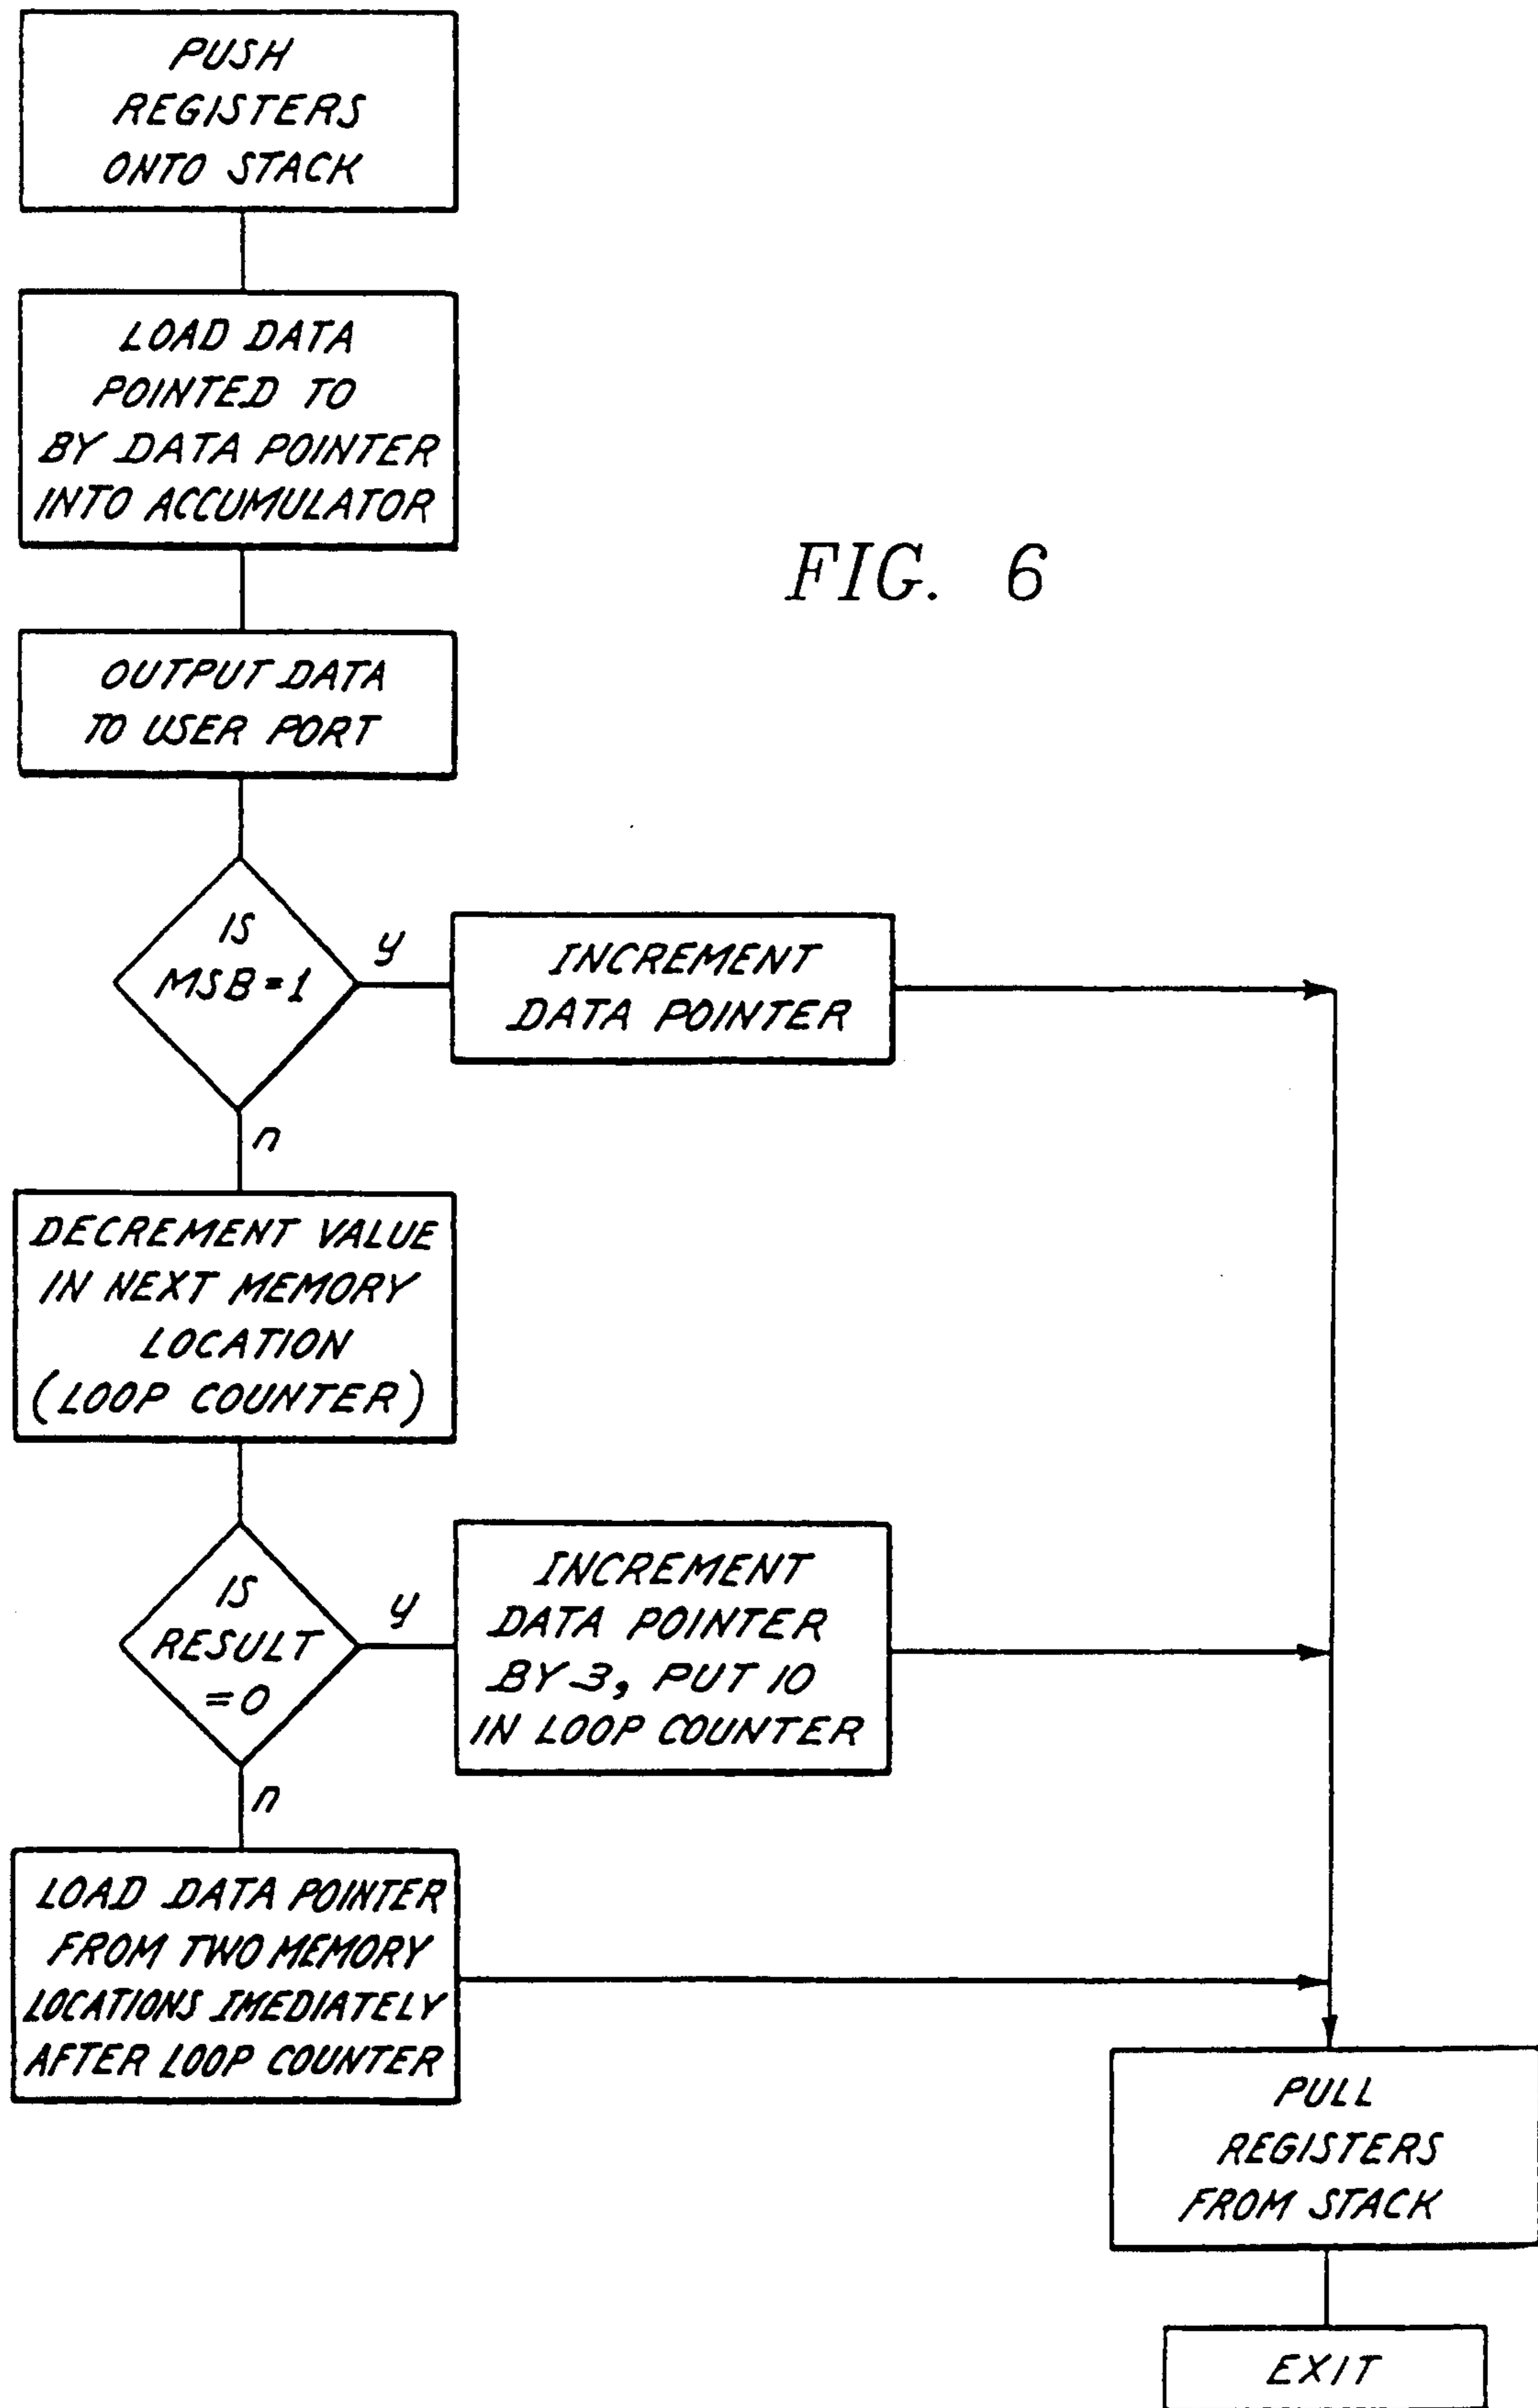 PUSH
REGISTERS
ONTO STACK
LOAD DATA
POINTED TO
BY DATA POINTER
INTO ACCUMULATOR
FIG. 6
OUTPUT DATA
TO USER PORT
IS
MSB=1
y
INCREMENT
DATA POINTER
n
DECREMENT VALUE
IN NEXT MEMORY
LOCATION
(LOOP COUNTER)
IS
RESULT
=0
y
INCREMENT
DATA POINTER
BY 3, PUT 10
IN LOOP COUNTER
n
LOAD DATA POINTER
FROM TWO MEMORY
LOCATIONS IMEDIATELY
AFTER LOOP COUNTER
PULL
REGISTERS
FROM STACK
EXIT